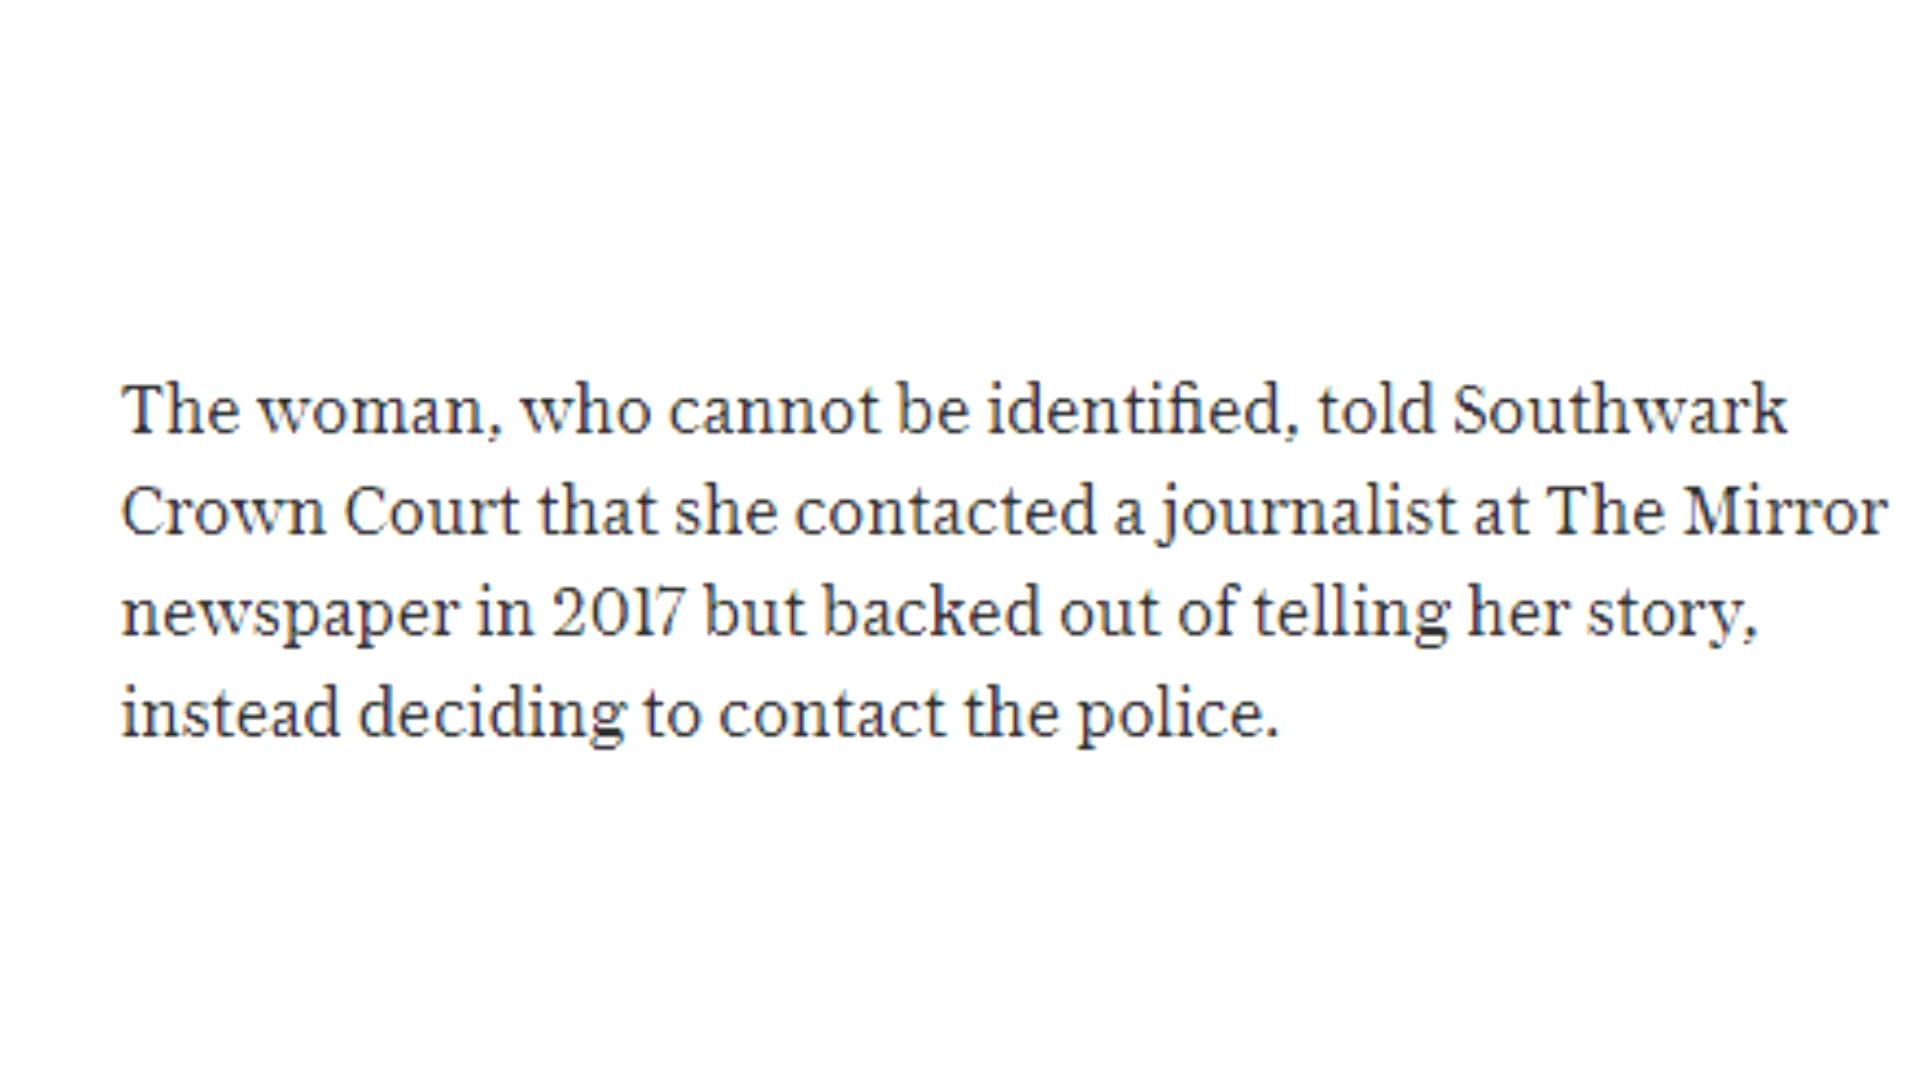 The woman, who cannot be identified, told Southwark
Crown Court that she contacted a journalist at The Mirror
newspaper in 2017 but backed out of telling her story,
instead deciding to contact the police.